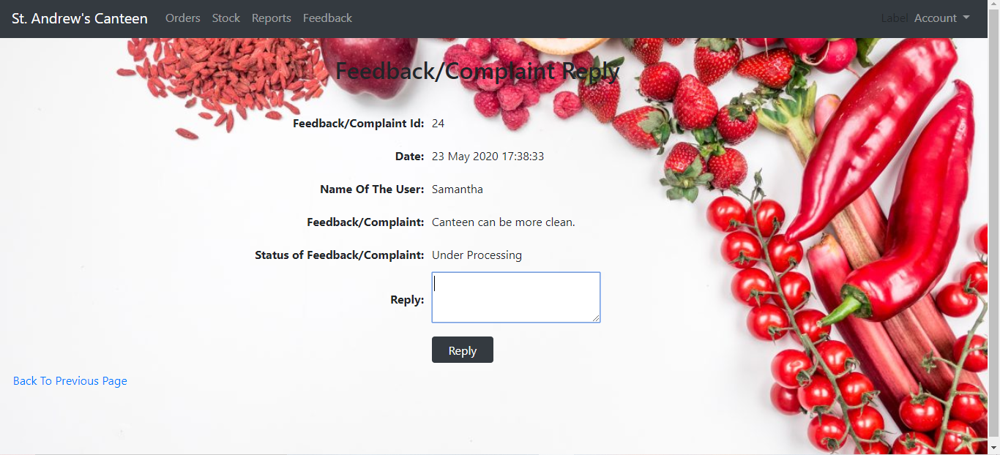 St. Andrew's Canteen Orders Stock Reports Feedback Label Account
Feedback/Complaint Reply
Feedback/Complaint Id: 24
Date: 23 May 2020 17:38:33
Name Of The User: Samantha
Feedback/Complaint: Canteen can be more clean.
Status of Feedback/Complaint: Under Processing
Reply:
Reply
Back To Previous Page